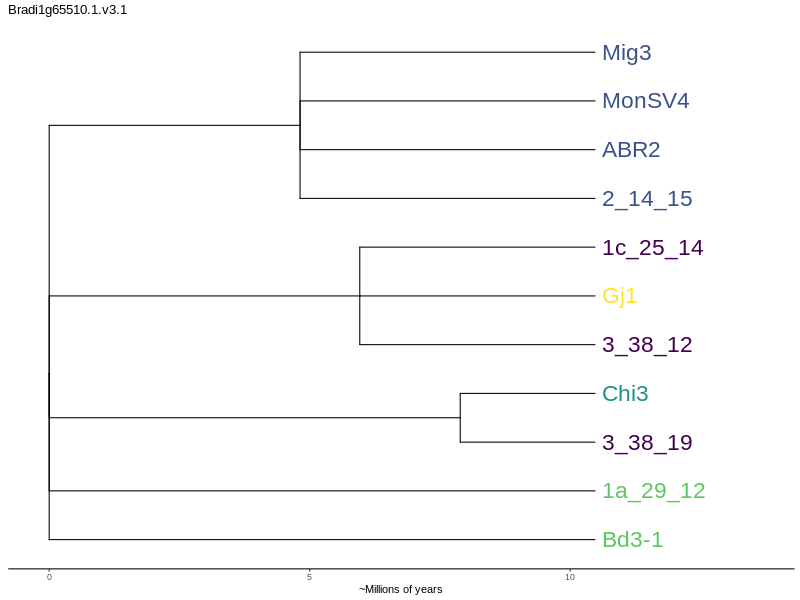 Bradi1g65510.1.v3.1
Mig3
MonSV4
ABR2
2_14_15
1c_25_14
Gj1
3_38_12
Chi3
3_38_19
1a_29_12
Bd3-1
0 5 10
~Millions of years